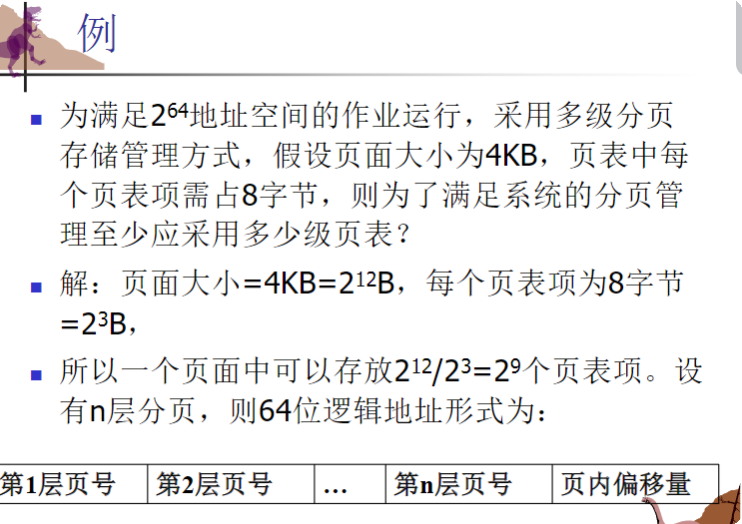 例
为满足2⁶⁴地址空间的作业运行，采用多级分页
存储管理方式，假设页面大小为4KB，页表中每
个页表项需占8字节，则为了满足系统的分页管
理至少应采用多少级页表？
解：页面大小=4KB=2¹²B，每个页表项为8字节
=2³B，
所以一个页面中可以存放2¹²/2³=2⁹个页表项。设
有n层分页，则64位逻辑地址形式为：
第1层页号 第2层页号 … 第n层页号 页内偏移量